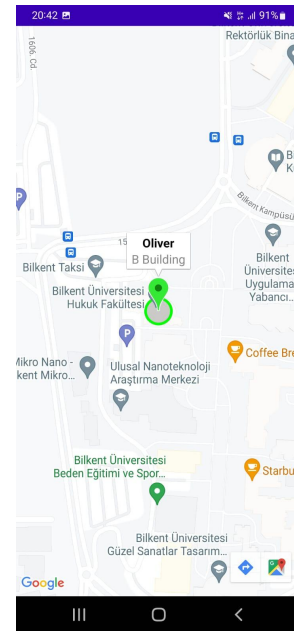 20:42
91%
Rektörlük Bina
1606. Cd.
B
K
P
Bilkent Kampüsü
15
Oliver
B Building
Bilkent Taksi
Bilkent
Üniversites
Uygulama
Yabancı...
Bilkent Üniversitesi
Hukuk Fakültesi
P
Coffee Bre
Mikro Nano -
kent Mikro...
Ulusal Nanoteknoloji
Araştırma Merkezi
Bilkent Üniversitesi
Beden Eğitimi ve Spor...
Starbu
Bilkent Üniversitesi
Güzel Sanatlar Tasarım...
Google